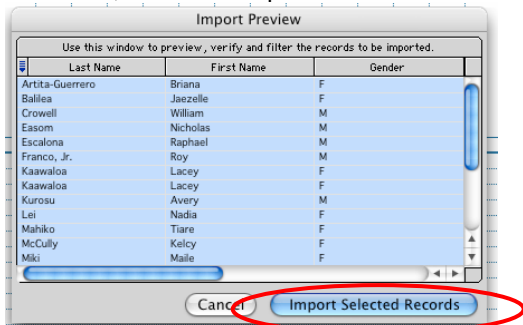 Import Preview
Use this window to preview, verify and filter the records to be imported.
Last Name First Name Gender
Artita-Guerrero Briana F
Balilea Jaezelle F
Crowell William M
Easom Nicholas M
Escalona Raphael M
Franco, Jr. Roy M
Kaawaloa Lacey F
Kaawaloa Lacey F
Kurosu Avery M
Lei Nadia F
Mahiko Tiare F
McCully Kelcy F
Miki Maile F
Cancel Import Selected Records